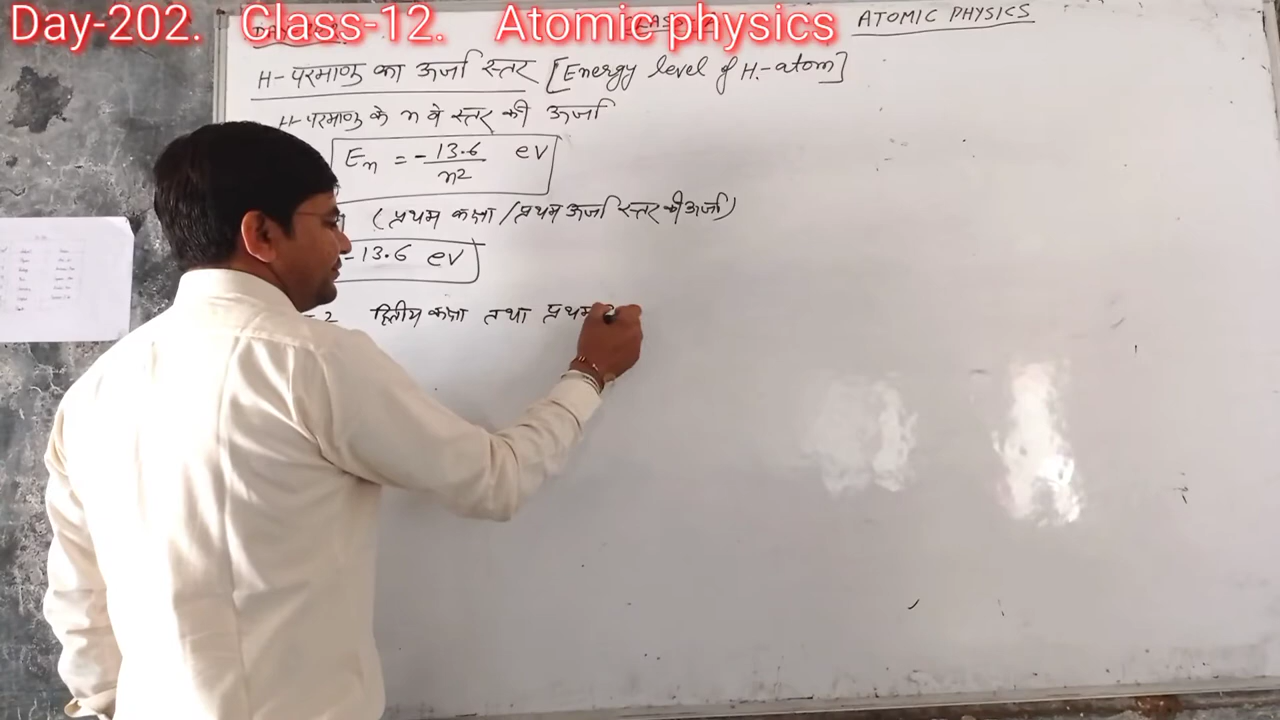 Day-202. Class-12. Atomic physics
ATOMIC PHYSICS
H-परमाणु का ऊर्जा स्तर [Energy level of H-atom]
H-परमाणु के n वे स्तर की ऊर्जा
En = -13.6/n2 eV
(प्रथम कक्षा/प्रथम ऊर्जा स्तर की ऊर्जा)
-13.6 eV
2 द्वितीय कक्षा तथा प्रथम